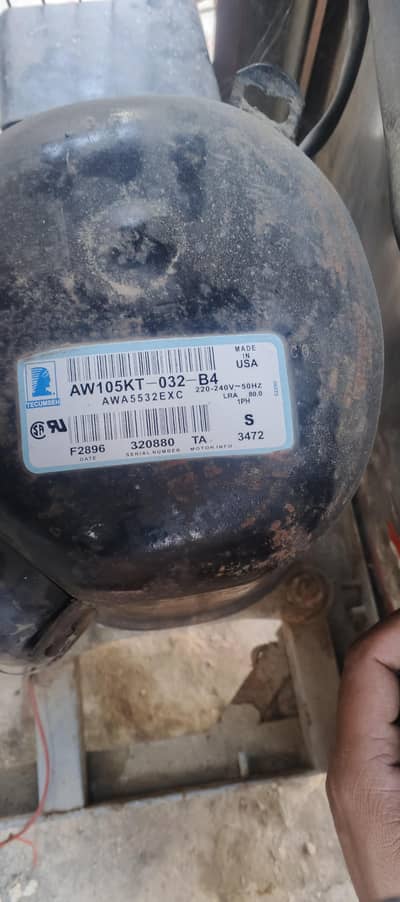 MADE
IN
USA
TECUMSEH
AW105KT-032-B4
AWA5532EXC
220-240V~50HZ
LRA 80.0
1PH
SA
F2896 320880 TA S
DATE SERIAL NUMBER MOTOR INFO 3472